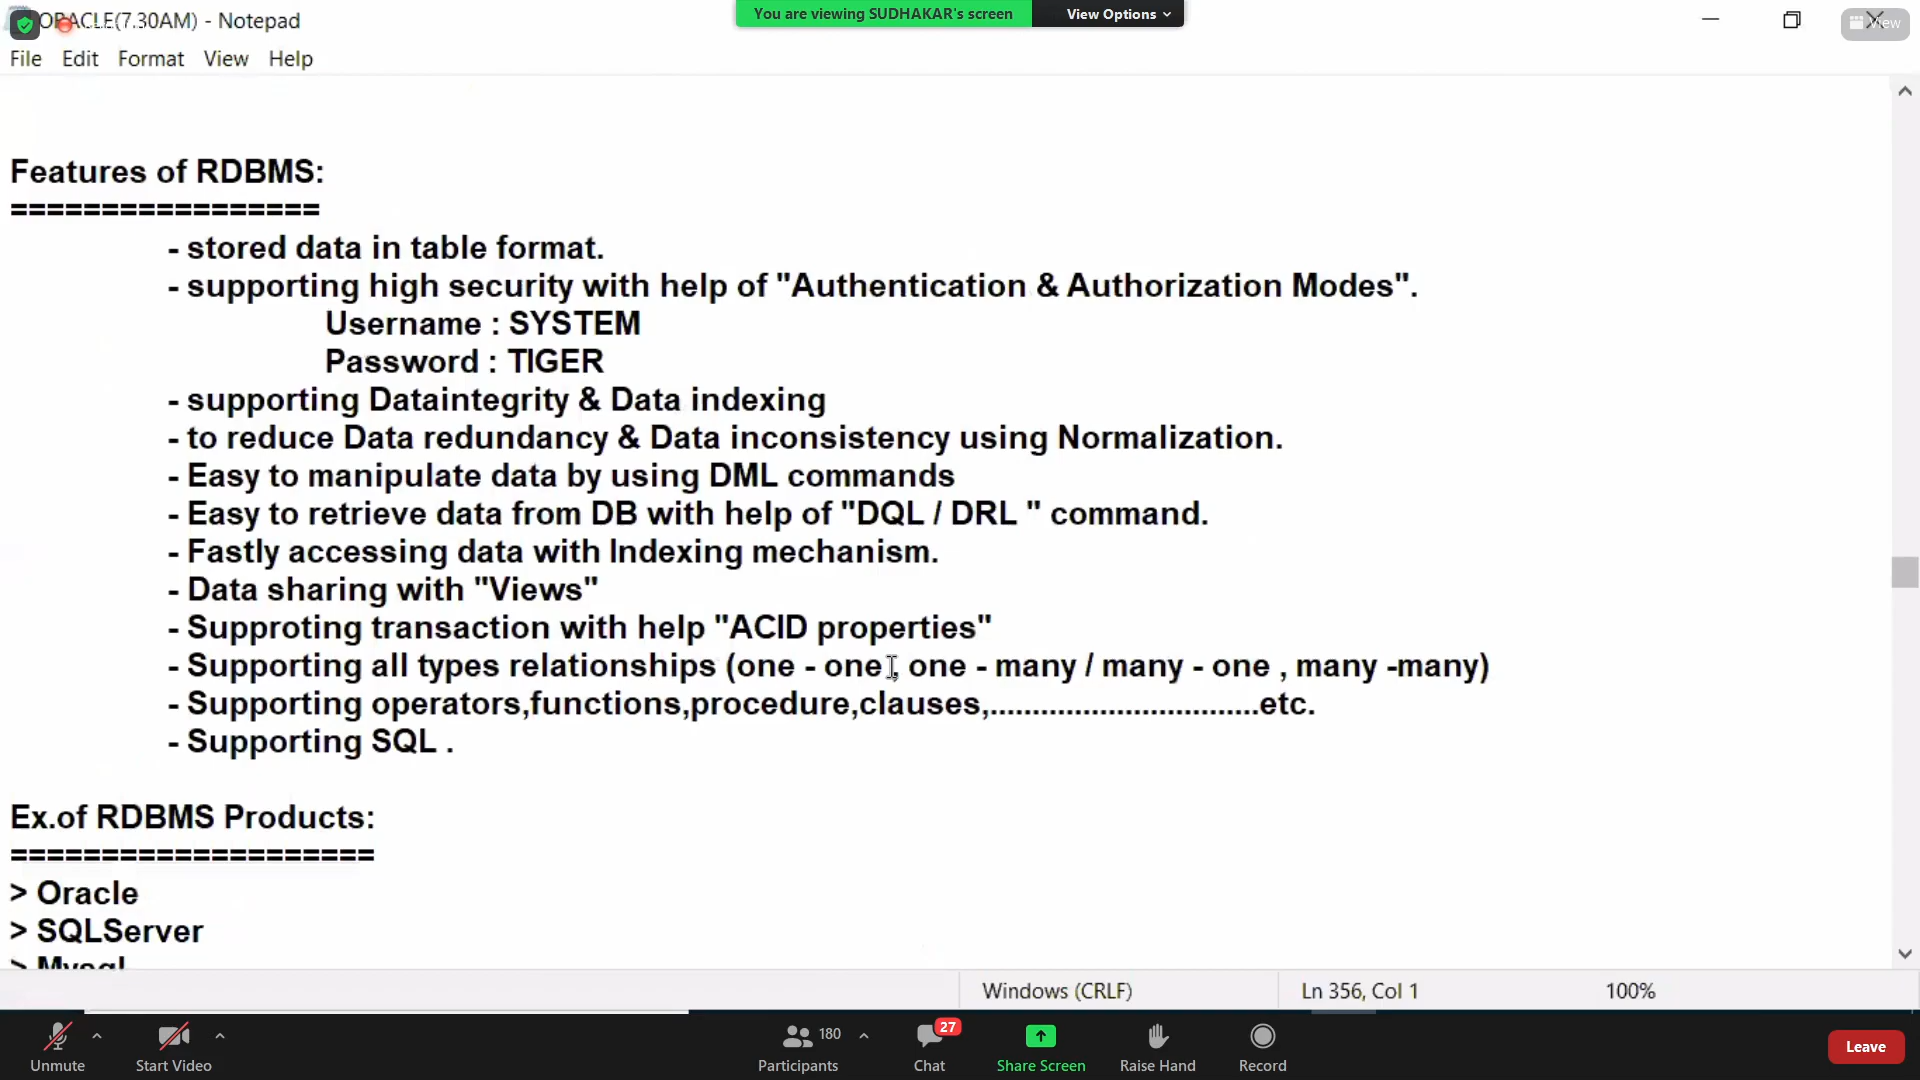 ORACLE(7.30AM) - Notepad
You are viewing SUDHAKAR's screen
View Options
View
File Edit Format View Help
Features of RDBMS:
=================
- stored data in table format.
- supporting high security with help of "Authentication & Authorization Modes".
Username : SYSTEM
Password : TIGER
- supporting Dataintegrity & Data indexing
- to reduce Data redundancy & Data inconsistency using Normalization.
- Easy to manipulate data by using DML commands
- Easy to retrieve data from DB with help of "DQL / DRL " command.
- Fastly accessing data with Indexing mechanism.
- Data sharing with "Views"
- Supproting transaction with help "ACID properties"
- Supporting all types relationships (one - one , one - many / many - one , many -many)
- Supporting operators,functions,procedure,clauses,................................etc.
- Supporting SQL .
Ex.of RDBMS Products:
====================
> Oracle
> SQLServer
> Mysql
Windows (CRLF) Ln 356, Col 1 100%
180 27
Unmute Start Video Participants Chat Share Screen Raise Hand Record Leave